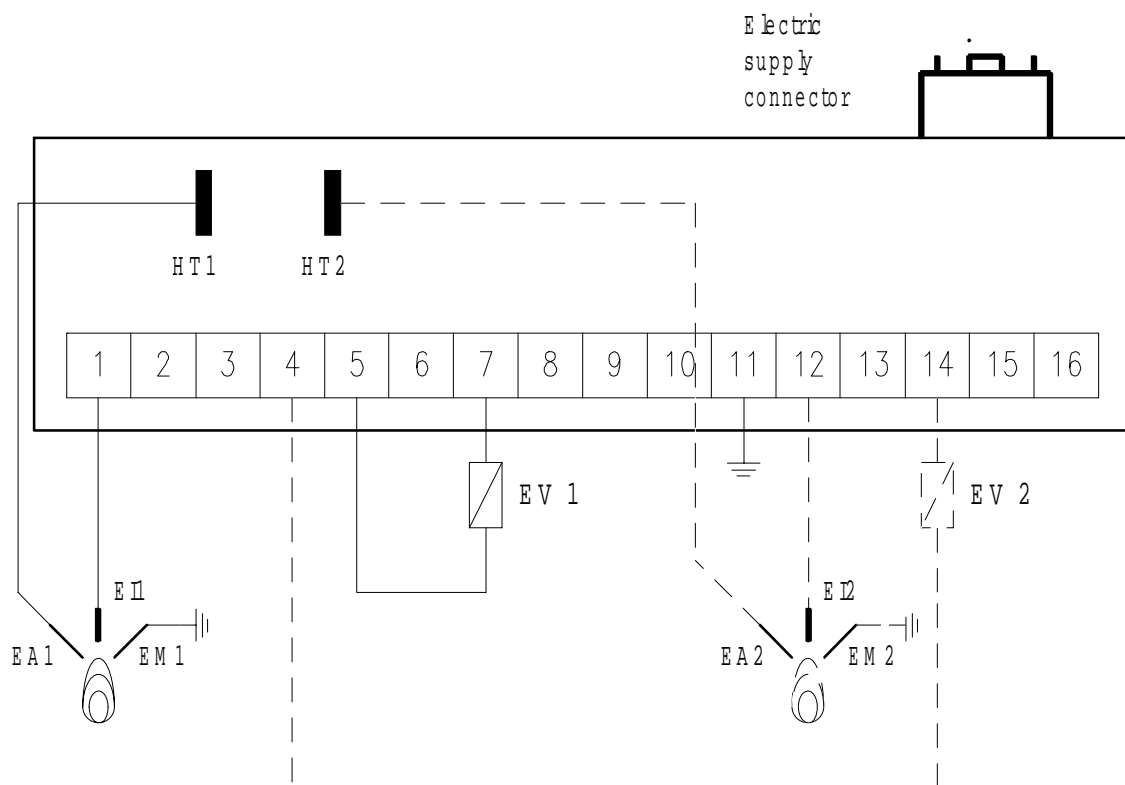 Electric
supply
connector
HT1 HT2
1 2 3 4 5 6 7 8 9 10 11 12 13 14 15 16
EV 1 EV 2
EI1 EI2
EA1 EM1 EA2 EM2